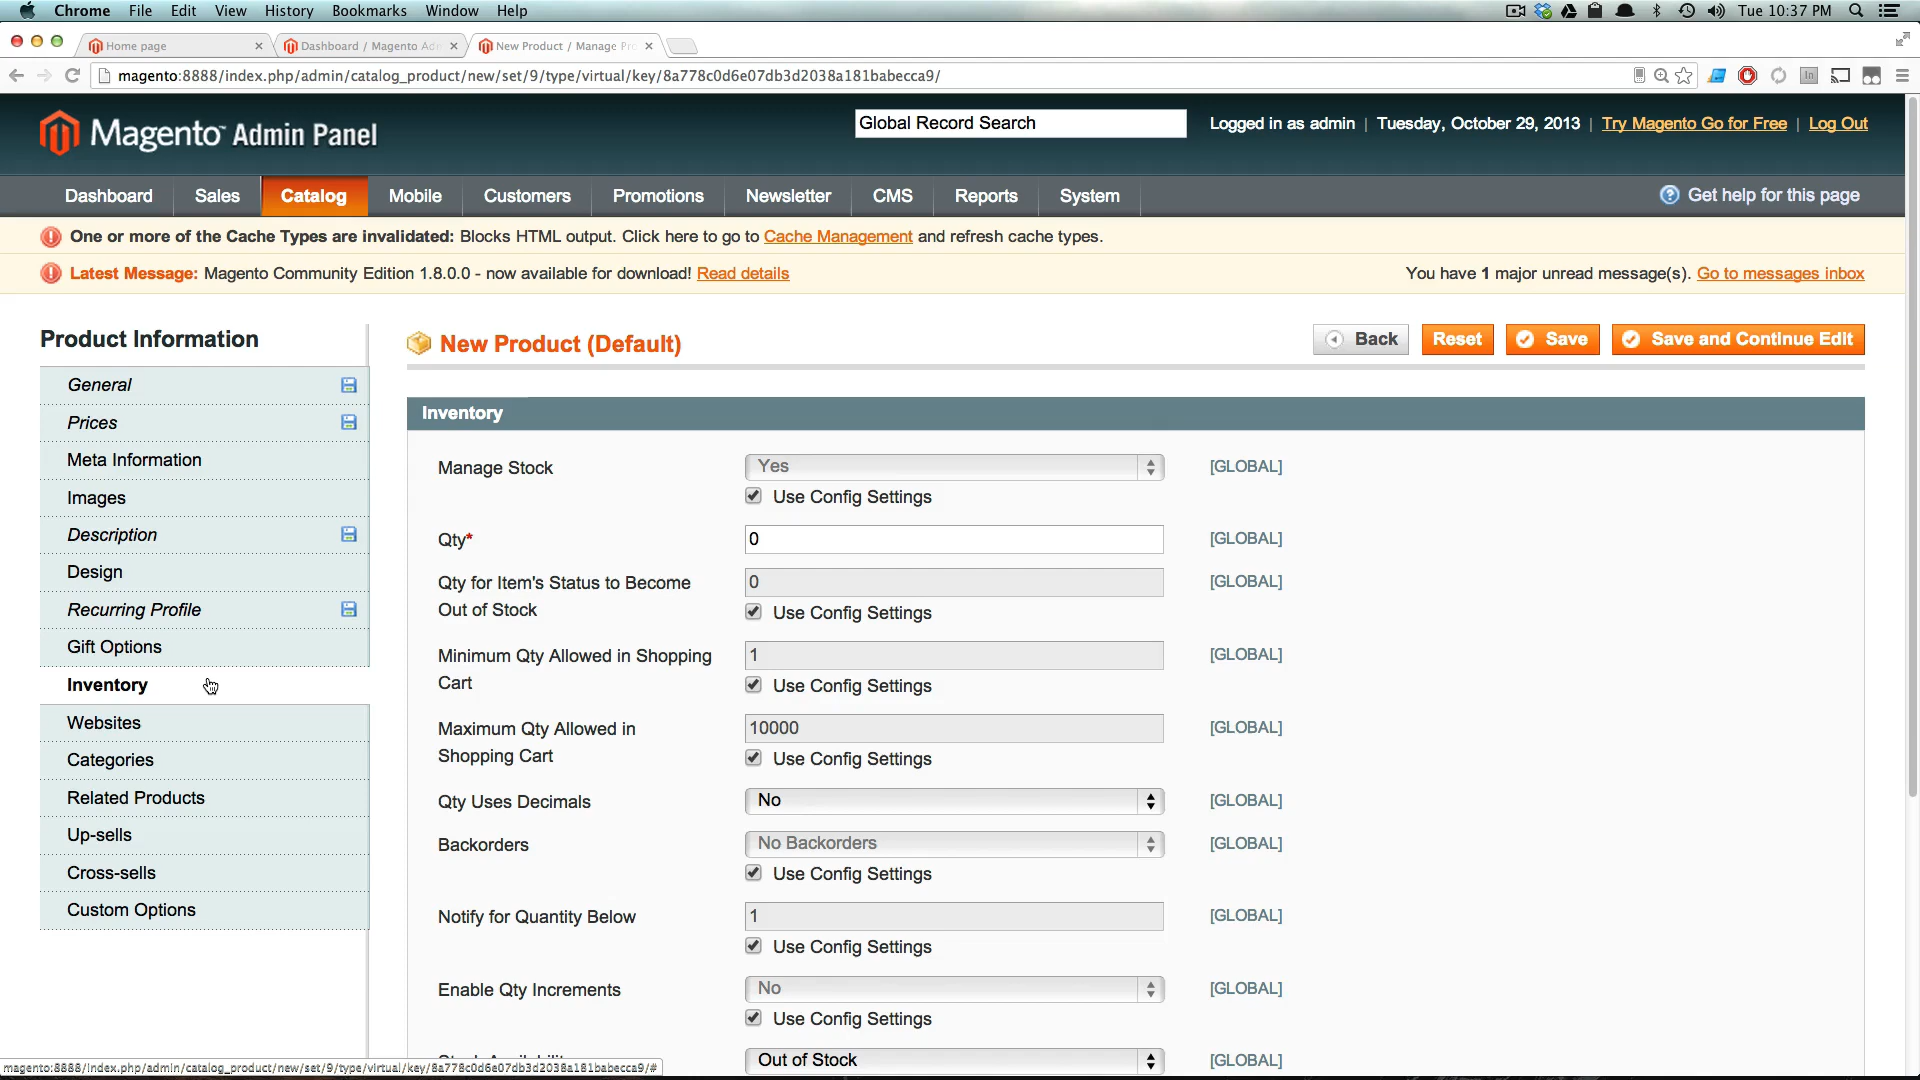 Chrome File Edit View History Bookmarks Window Help Tue 10:37 PM
Home page Dashboard / Magento Adm New Product / Manage Pro
magento:8888/index.php/admin/catalog_product/new/set/9/type/virtual/key/8a778c0d6e07db3d2038a181babecca9/
Magento Admin Panel
Global Record Search
Logged in as admin | Tuesday, October 29, 2013 | Try Magento Go for Free | Log Out
Dashboard Sales Catalog Mobile Customers Promotions Newsletter CMS Reports System
Get help for this page
One or more of the Cache Types are invalidated: Blocks HTML output. Click here to go to Cache Management and refresh cache types.
Latest Message: Magento Community Edition 1.8.0.0 - now available for download! Read details
You have 1 major unread message(s). Go to messages inbox
Product Information
General
Prices
Meta Information
Images
Description
Design
Recurring Profile
Gift Options
Inventory
Websites
Categories
Related Products
Up-sells
Cross-sells
Custom Options
New Product (Default)
Back Reset Save Save and Continue Edit
Inventory
Manage Stock Yes [GLOBAL]
Use Config Settings
Qty* 0 [GLOBAL]
Qty for Item's Status to Become
Out of Stock
0 [GLOBAL]
Use Config Settings
Minimum Qty Allowed in Shopping
Cart
1 [GLOBAL]
Use Config Settings
Maximum Qty Allowed in
Shopping Cart
10000 [GLOBAL]
Use Config Settings
Qty Uses Decimals No [GLOBAL]
Backorders No Backorders [GLOBAL]
Use Config Settings
Notify for Quantity Below 1 [GLOBAL]
Use Config Settings
Enable Qty Increments No [GLOBAL]
Use Config Settings
Out of Stock [GLOBAL]
magento:8888/index.php/admin/catalog_product/new/set/9/type/virtual/key/8a778c0d6e07db3d2038a181babecca9/#